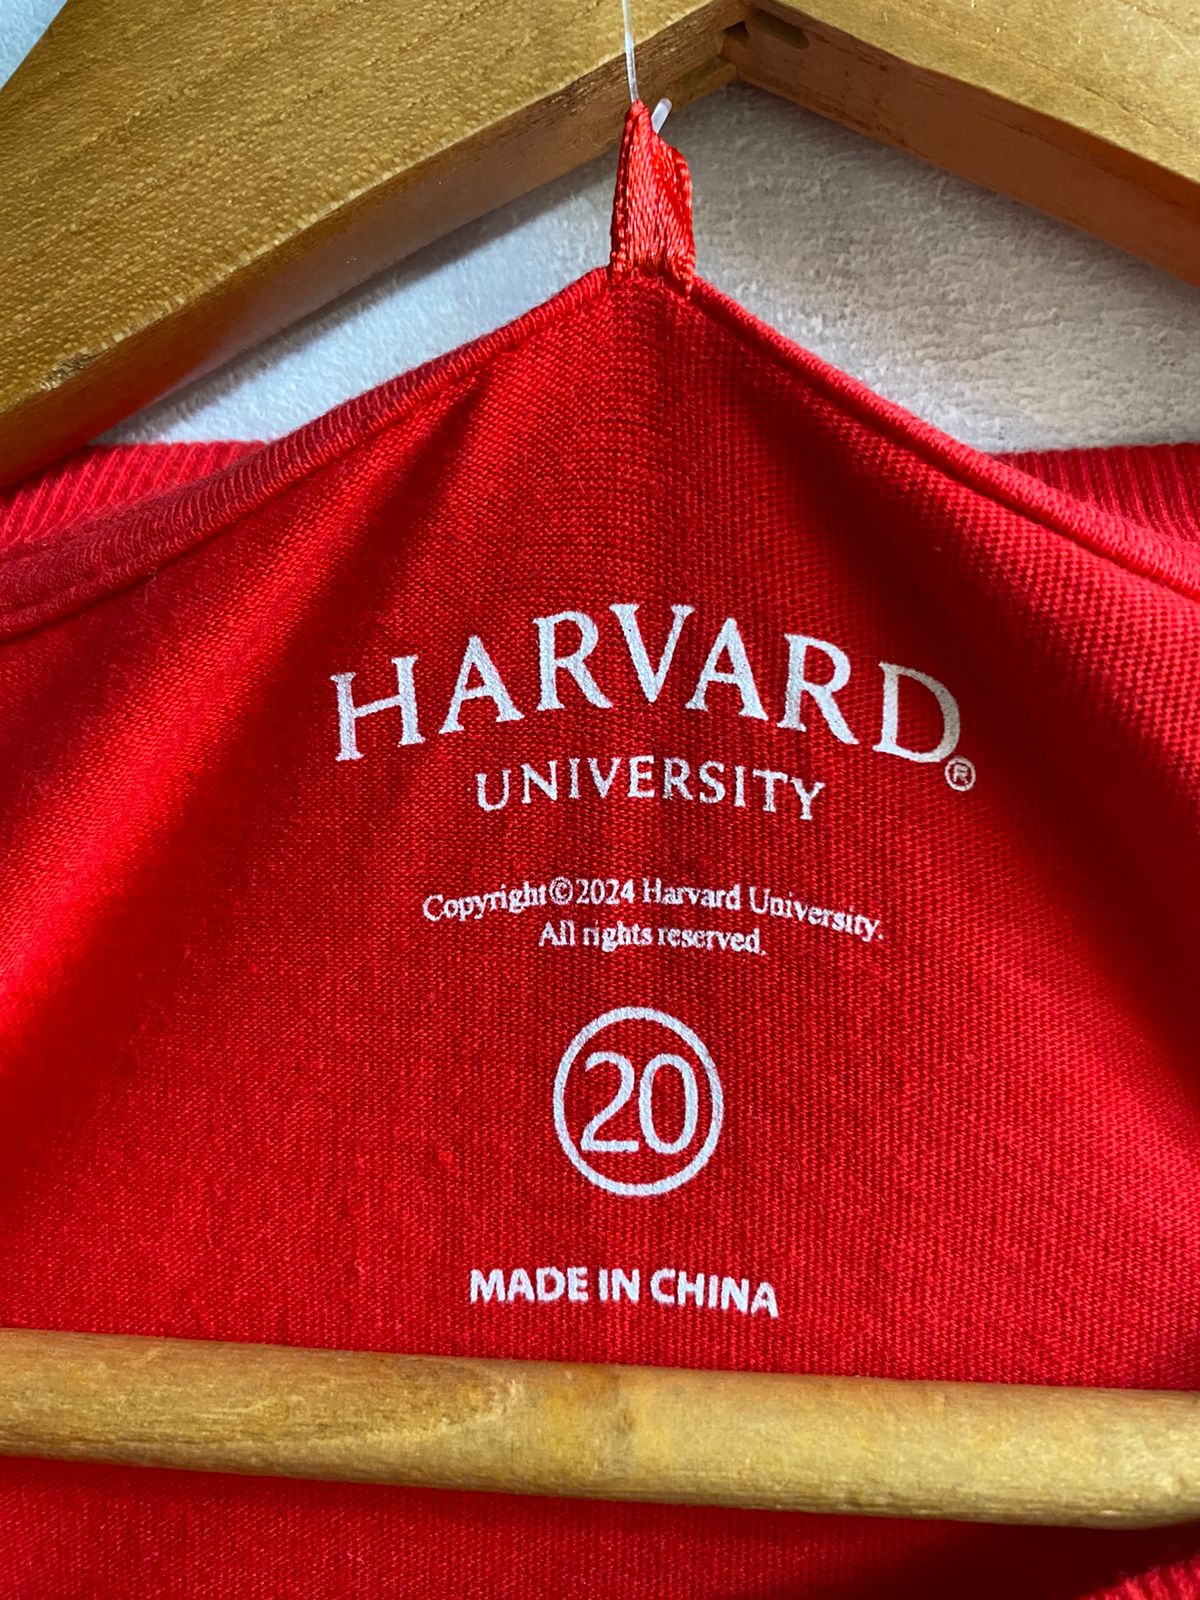 HARVARD®
UNIVERSITY
Copyright©2024 Harvard University.
All rights reserved.
20
MADE IN CHINA